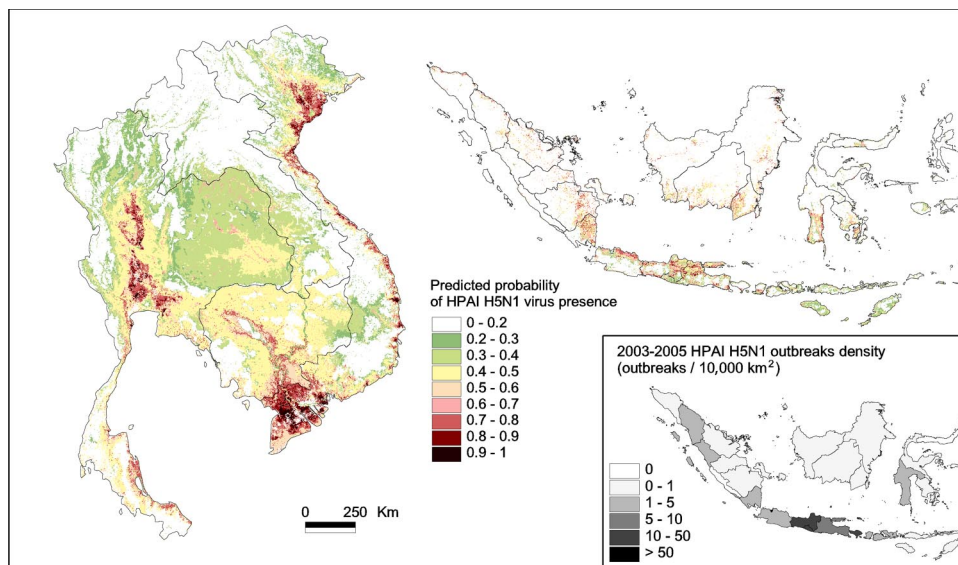 Predicted probability
of HPAI H5N1 virus presence
0 - 0.2
0.2 - 0.3
0.3 - 0.4
0.4 - 0.5
0.5 - 0.6
0.6 - 0.7
0.7 - 0.8
0.8 - 0.9
0.9 - 1
0 250 Km
2003-2005 HPAI H5N1 outbreaks density
(outbreaks / 10,000 km²)
0
0 - 1
1 - 5
5 - 10
10 - 50
> 50